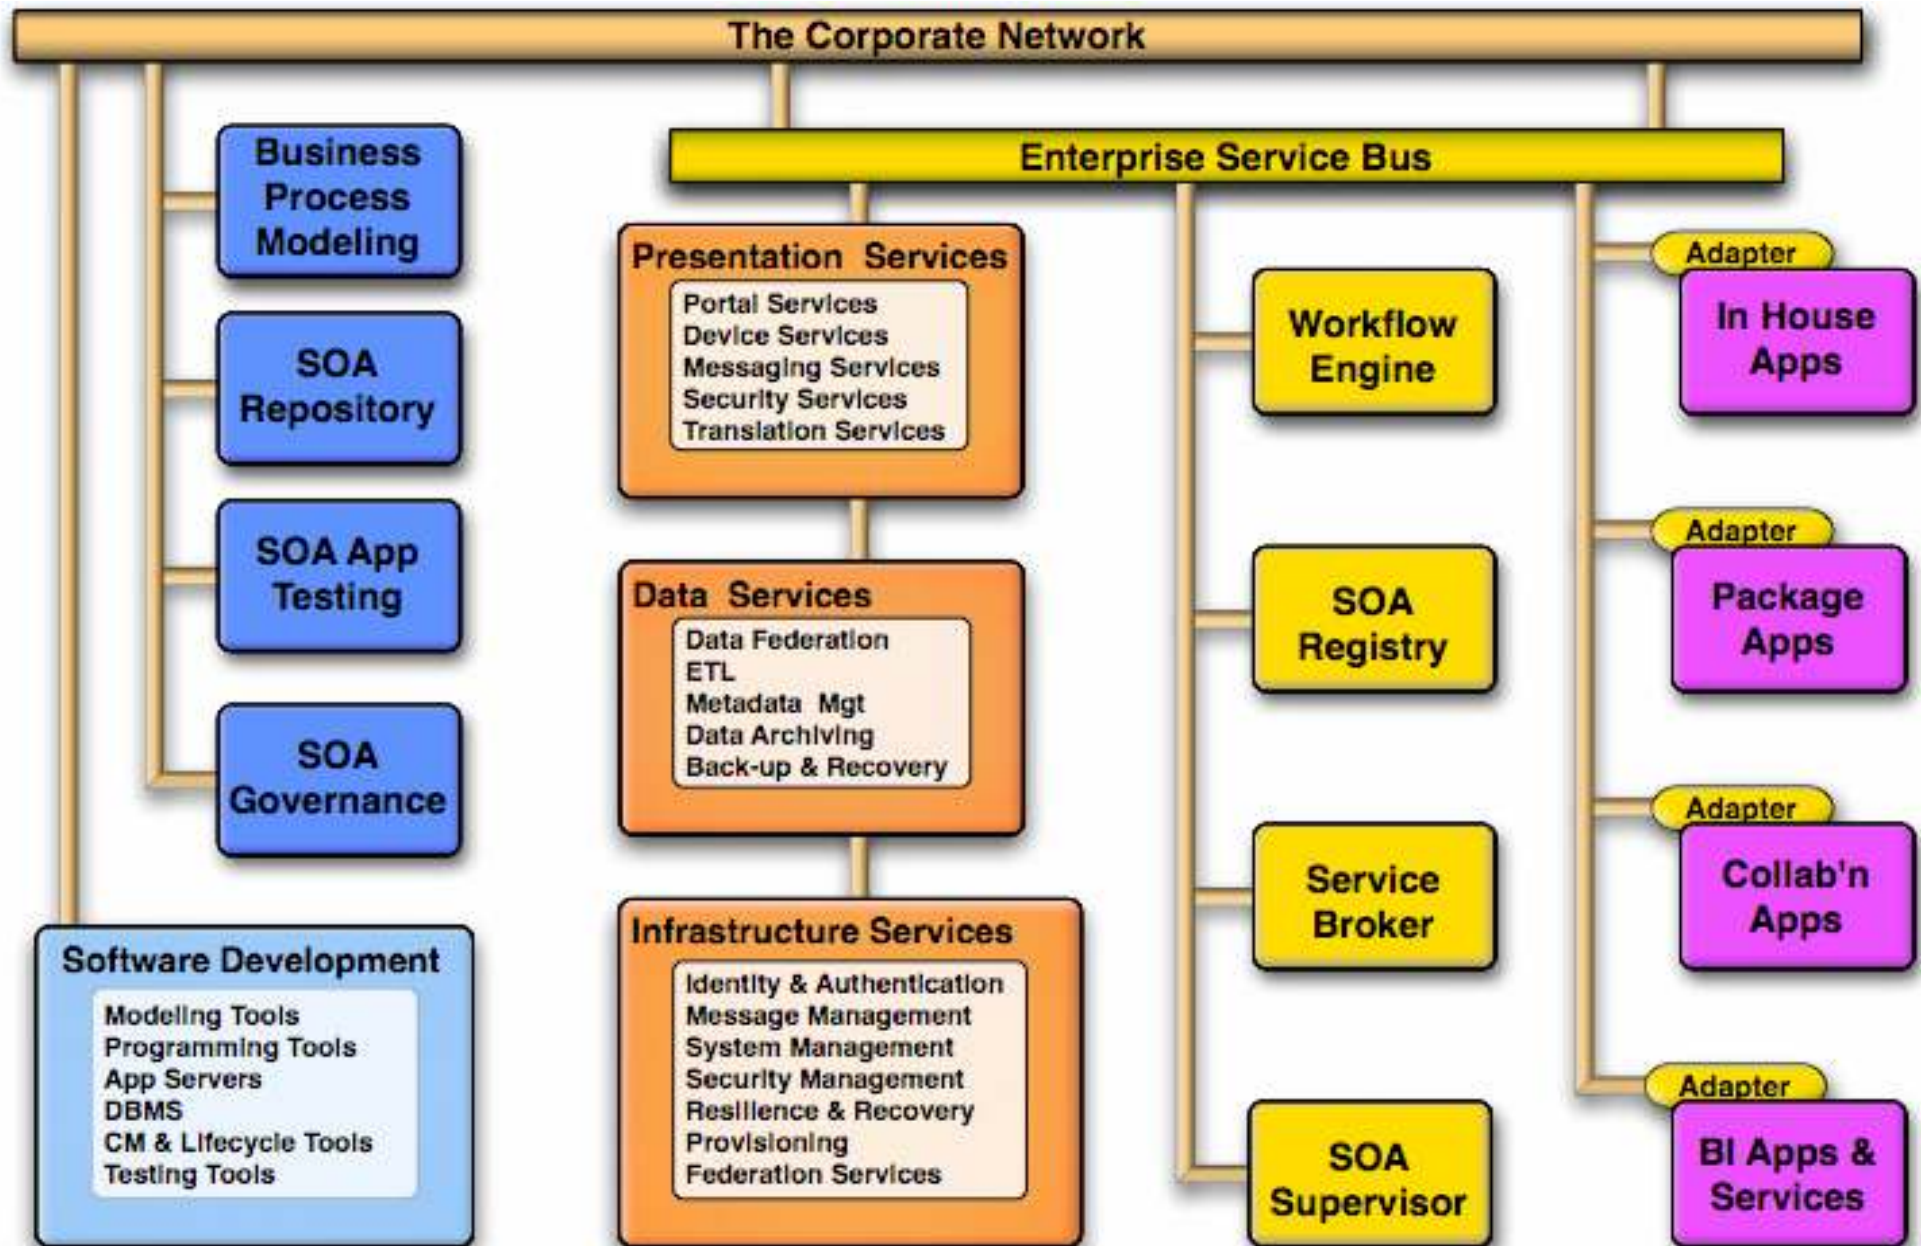 The Corporate Network
Business
Process
Modeling
SOA
Repository
SOA App
Testing
SOA
Governance
Software Development
Modeling Tools
Programming Tools
App Servers
DBMS
CM & Lifecycle Tools
Testing Tools
Enterprise Service Bus
Presentation Services
Portal Services
Device Services
Messaging Services
Security Services
Translation Services
Data Services
Data Federation
ETL
Metadata Mgt
Data Archiving
Back-up & Recovery
Infrastructure Services
Identity & Authentication
Message Management
System Management
Security Management
Resilience & Recovery
Provisioning
Federation Services
Workflow
Engine
SOA
Registry
Service
Broker
SOA
Supervisor
Adapter
In House
Apps
Adapter
Package
Apps
Adapter
Collab'n
Apps
Adapter
BI Apps &
Services